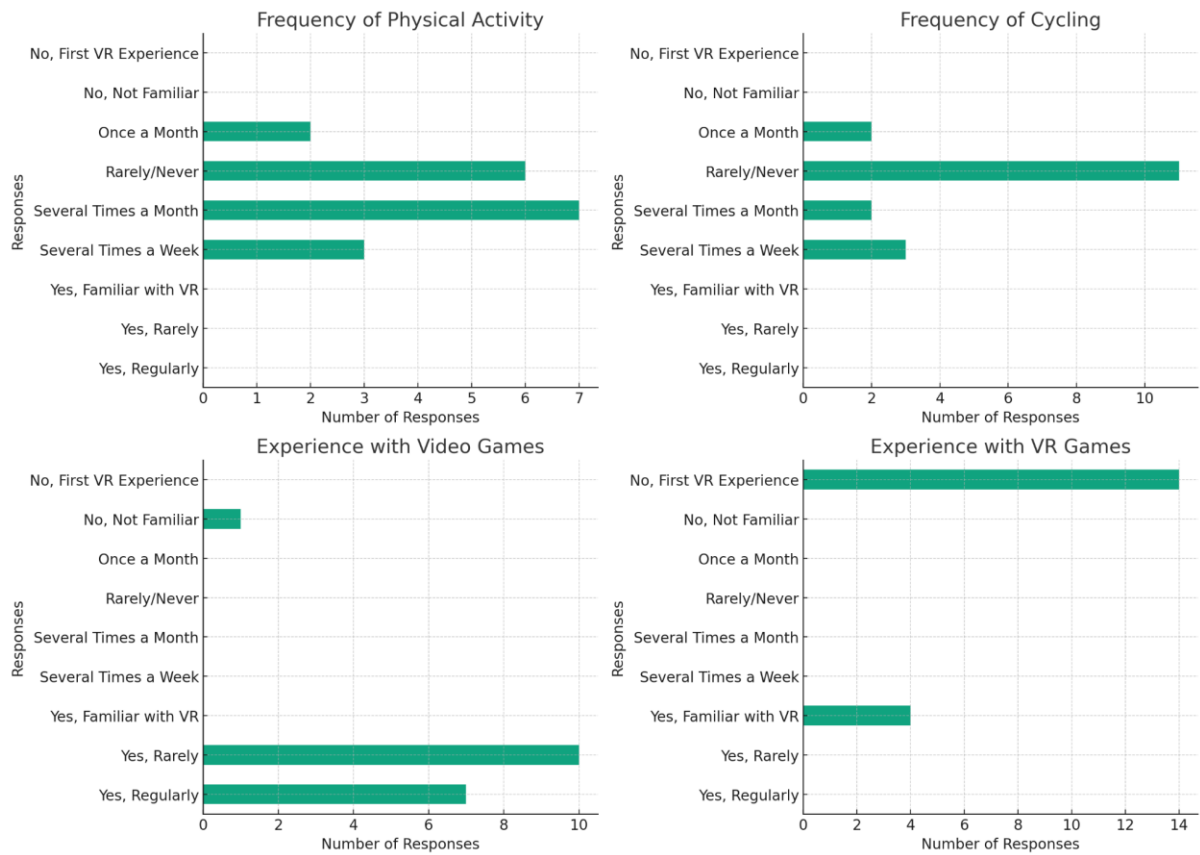 Frequency of Physical Activity
No, First VR Experience
No, Not Familiar
Once a Month
Rarely/Never
Several Times a Month
Several Times a Week
Yes, Familiar with VR
Yes, Rarely
Yes, Regularly
Responses
0 1 2 3 4 5 6 7
Number of Responses
Frequency of Cycling
No, First VR Experience
No, Not Familiar
Once a Month
Rarely/Never
Several Times a Month
Several Times a Week
Yes, Familiar with VR
Yes, Rarely
Yes, Regularly
Responses
0 2 4 6 8 10
Number of Responses
Experience with Video Games
No, First VR Experience
No, Not Familiar
Once a Month
Rarely/Never
Several Times a Month
Several Times a Week
Yes, Familiar with VR
Yes, Rarely
Yes, Regularly
Responses
0 2 4 6 8 10
Number of Responses
Experience with VR Games
No, First VR Experience
No, Not Familiar
Once a Month
Rarely/Never
Several Times a Month
Several Times a Week
Yes, Familiar with VR
Yes, Rarely
Yes, Regularly
Responses
0 2 4 6 8 10 12 14
Number of Responses